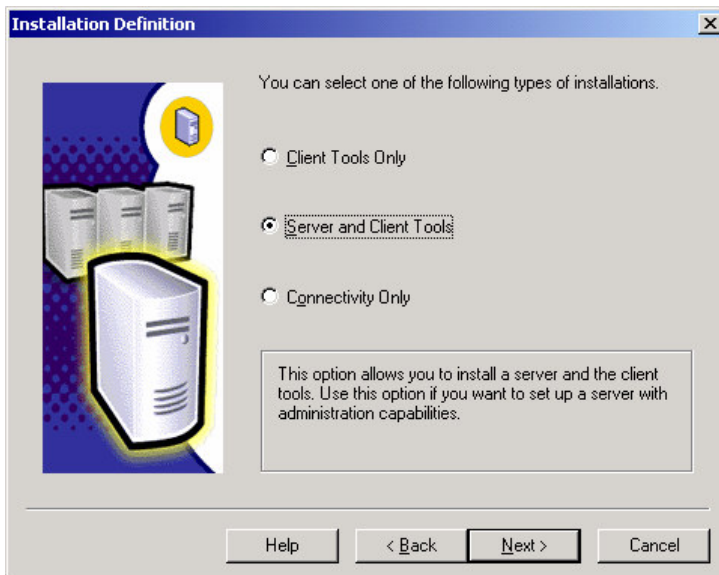 Installation Definition
You can select one of the following types of installations.
Client Tools Only
Server and Client Tools
Connectivity Only
This option allows you to install a server and the client
tools. Use this option if you want to set up a server with
administration capabilities.
Help
< Back
Next >
Cancel